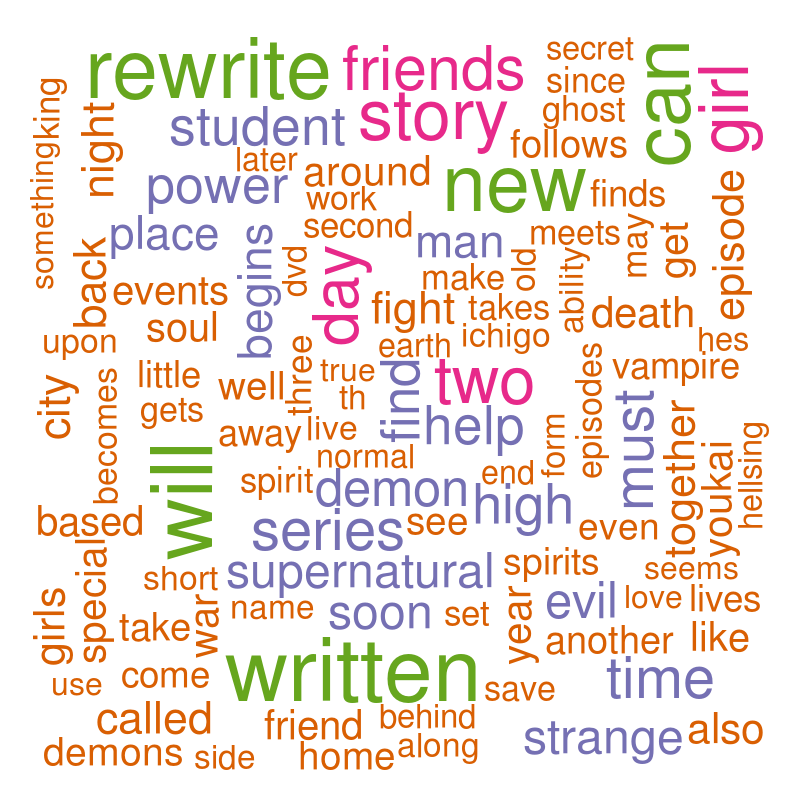 rewrite
friends
secret
since
ghost
can
girl
story
student
night
somethingking
later
around
follows
power
work
new
finds
episode
place
second
man
meets
may
get
back
begins
dvd
day
old
ability
make
events
fight
takes
death
soul
upon
earth
ichigo
hes
vampire
city
little
well
three
true
th
find
two
episodes
becomes
gets
help
must
together
away
live
normal
form
youkai
hellsing
will
spirit
demon
end
high
based
series
see
even
special
short
supernatural
spirits
seems
girls
war
name
soon
set
year
evil
love
lives
take
another
like
use
come
written
save
time
called
friend
behind
strange
also
demons
side
home
along